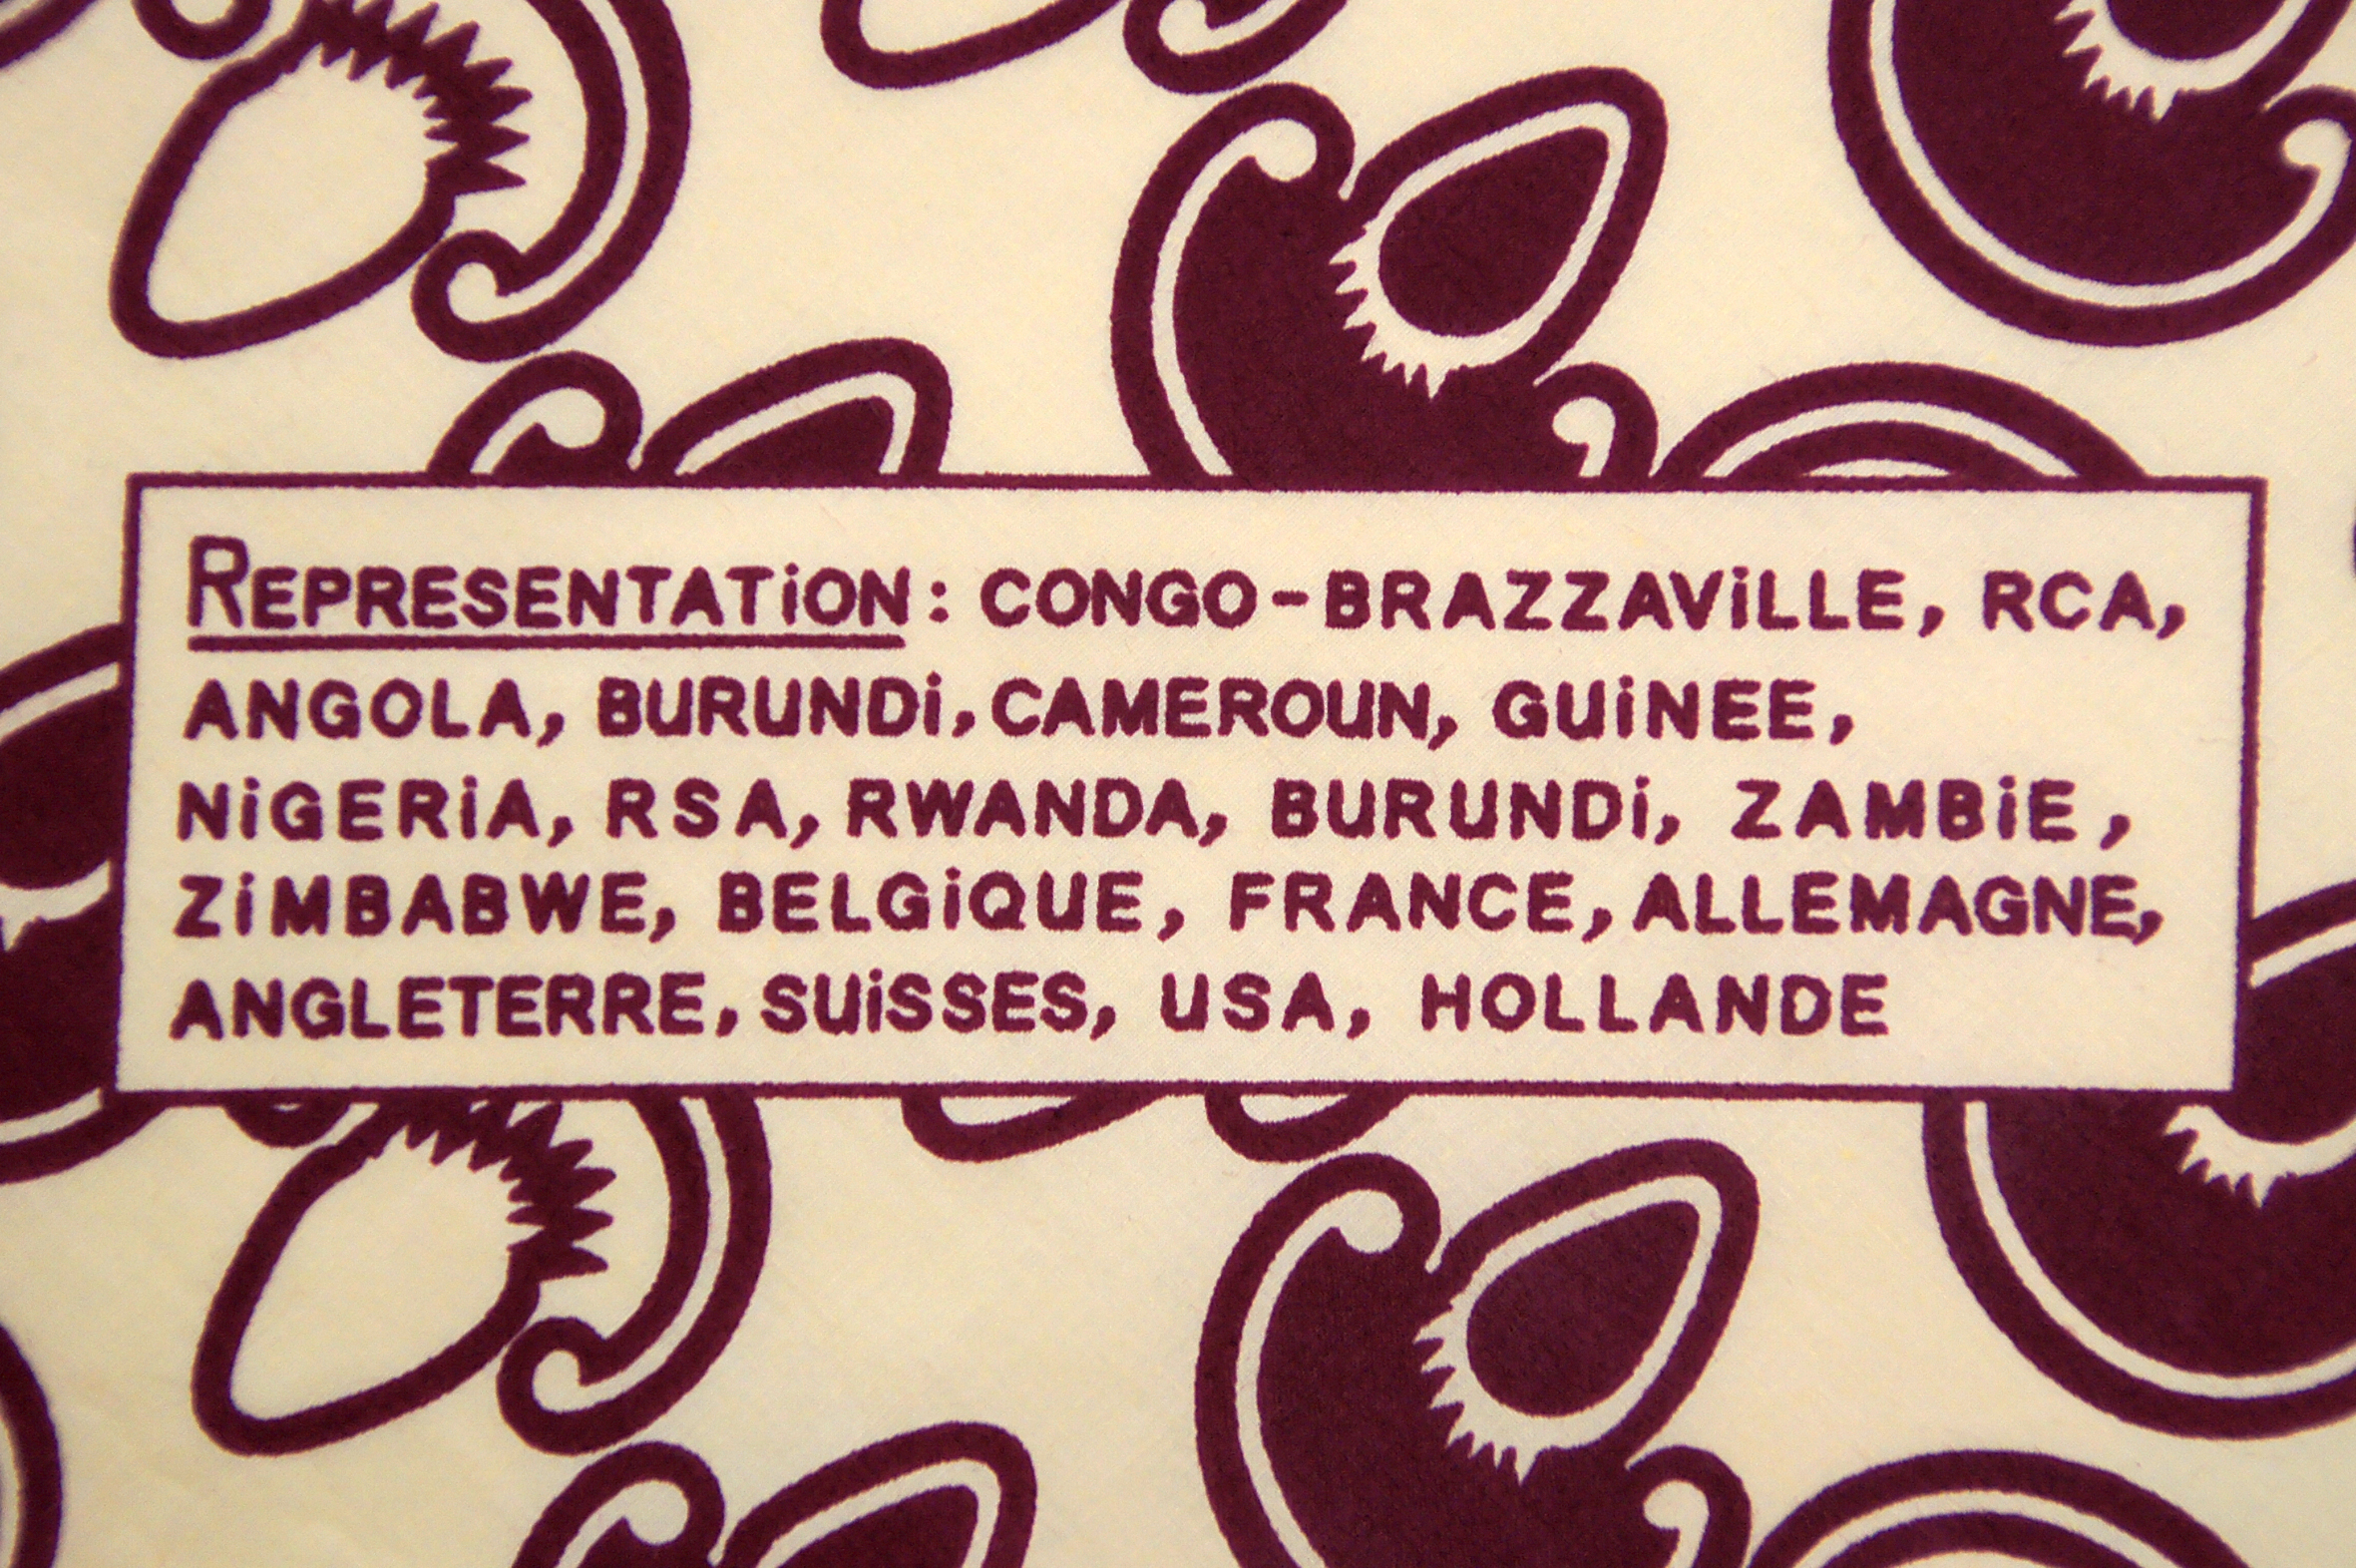 REPRESENTATiON: CONGO-BRAZZAViLLE, RCA,
ANGOLA, BURUNDi, CAMEROUN, GUiNEE,
NiGERiA, RSA, RWANDA, BURUNDi, ZAMBiE,
ZiMBABWE, BELGiQUE, FRANCE, ALLEMAGNE,
ANGLETERRE, SUiSSES, USA, HOLLANDE